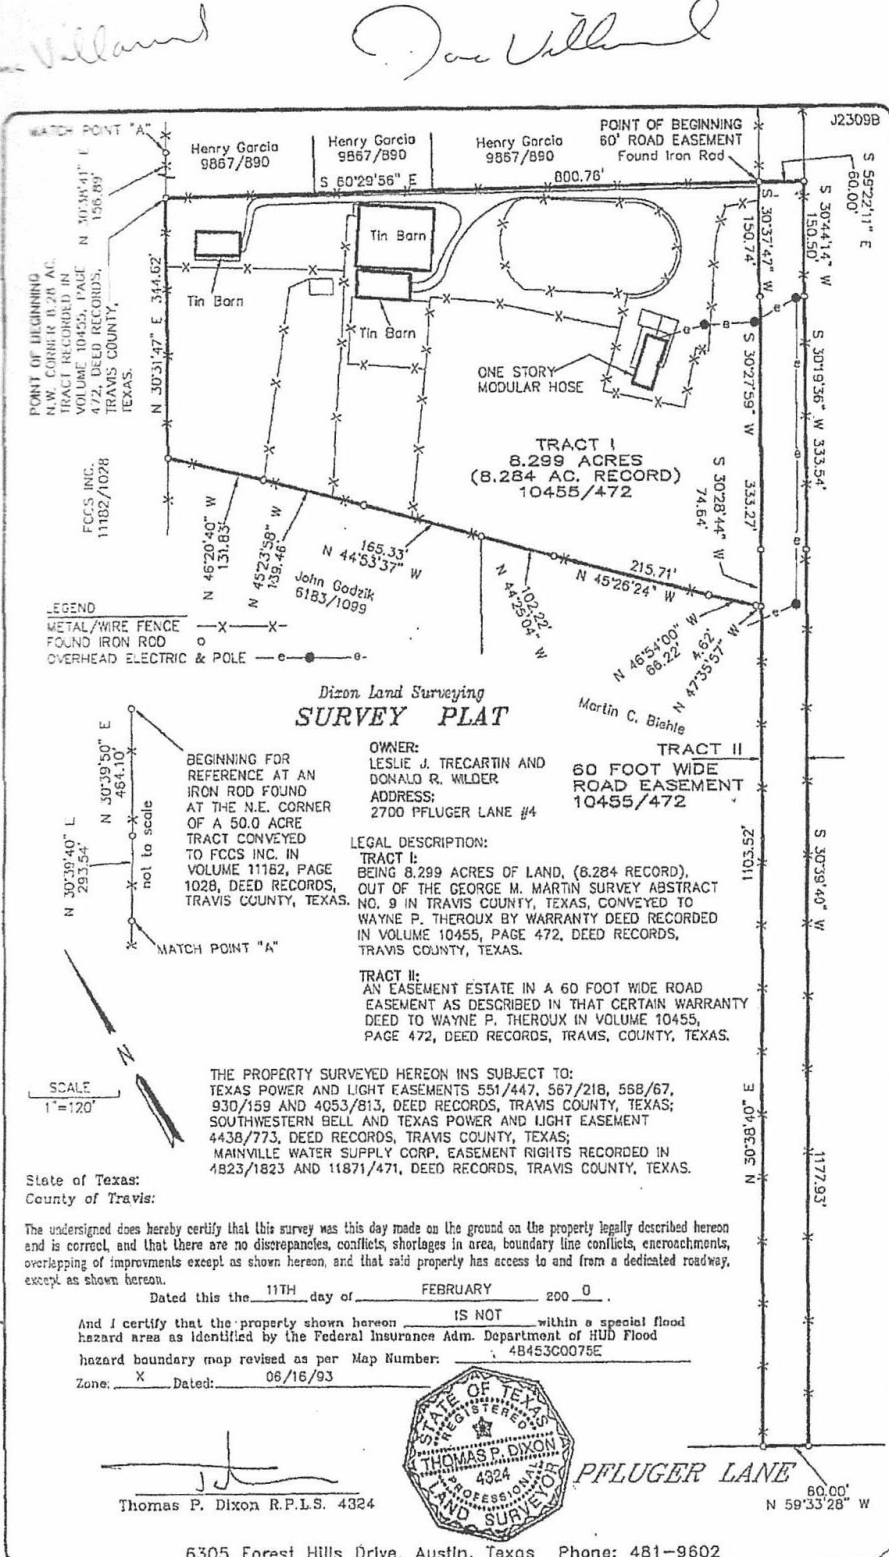 Villarreal
MATCH POINT "A"
Henry Garcia
9867/890
Henry Garcia
9867/890
Henry Garcia
9867/890
POINT OF BEGINNING
60' ROAD EASEMENT
Found Iron Rod
J2309B
S 60°29'56" E
800.76'
S 59°22'11" E
60.00'
N 30°38'41" E
156.89'
POINT OF BEGINNING
N.W. CORNER 8.28 AC.
TRACT RECORDED IN
VOLUME 10455, PAGE
472, DEED RECORDS,
TRAVIS COUNTY,
TEXAS.
N 30°31'47" E 344.62'
Tin Barn
Tin Barn
Tin Barn
S 30°37'47" W
150.74'
S 30°44'14" W
150.50'
ONE STORY
MODULAR HOSE
S 30°27'59" W
333.27'
S 30°19'36" W 333.54'
TRACT I
8.299 ACRES
(8.284 AC. RECORD)
10455/472
S 30°28'44" W
74.64'
FCCS INC.
11182/1028
N 46°20'40" W
131.83'
N 45°23'58" W
139.46'
165.33'
N 44°53'37" W
John Godzik
6183/1099
102.22'
N 44°25'04" W
215.71'
N 45°26'24" W
N 46°54'00" W
66.22'
4.62'
N 47°35'57" W
Martin C. Biehle
LEGEND
METAL/WIRE FENCE —X——X—
FOUND IRON ROD o
OVERHEAD ELECTRIC & POLE —e—●—e-
Dixon Land Surveying
SURVEY PLAT
N 30°39'50" E
464.10'
N 30°39'40" E
293.54'
not to scale
BEGINNING FOR
REFERENCE AT AN
IRON ROD FOUND
AT THE N.E. CORNER
OF A 50.0 ACRE
TRACT CONVEYED
TO FCCS INC. IN
VOLUME 11182, PAGE
1028, DEED RECORDS,
TRAVIS COUNTY, TEXAS.
MATCH POINT "A"
OWNER:
LESLIE J. TRECARTIN AND
DONALD R. WILDER
ADDRESS:
2700 PFLUGER LANE #4
TRACT II
60 FOOT WIDE
ROAD EASEMENT
10455/472
LEGAL DESCRIPTION:
TRACT I:
BEING 8.299 ACRES OF LAND, (8.284 RECORD),
OUT OF THE GEORGE M. MARTIN SURVEY ABSTRACT
NO. 9 IN TRAVIS COUNTY, TEXAS, CONVEYED TO
WAYNE P. THEROUX BY WARRANTY DEED RECORDED
IN VOLUME 10455, PAGE 472, DEED RECORDS,
TRAVIS COUNTY, TEXAS.
TRACT II:
AN EASEMENT ESTATE IN A 60 FOOT WIDE ROAD
EASEMENT AS DESCRIBED IN THAT CERTAIN WARRANTY
DEED TO WAYNE P. THEROUX IN VOLUME 10455,
PAGE 472, DEED RECORDS, TRAVIS, COUNTY, TEXAS.
1103.52'
N 30°38'40" E
S 30°39'40" W
1177.93'
N
SCALE
1"=120'
THE PROPERTY SURVEYED HEREON INS SUBJECT TO:
TEXAS POWER AND LIGHT EASEMENTS 551/447, 567/218, 568/67,
930/159 AND 4053/813, DEED RECORDS, TRAVIS COUNTY, TEXAS;
SOUTHWESTERN BELL AND TEXAS POWER AND LIGHT EASEMENT
4438/773, DEED RECORDS, TRAVIS COUNTY, TEXAS;
MAINVILLE WATER SUPPLY CORP. EASEMENT RIGHTS RECORDED IN
4823/1823 AND 11871/471, DEED RECORDS, TRAVIS COUNTY, TEXAS.
State of Texas:
County of Travis:
The undersigned does hereby certify that this survey was this day made on the ground on the property legally described hereon
and is correct, and that there are no discrepancies, conflicts, shortages in area, boundary line conflicts, encroachments,
overlapping of improvments except as shown hereon, and that said property has access to and from a dedicated roadway,
except as shown hereon.
Dated this the 11TH day of FEBRUARY 200 0 .
And I certify that the property shown hereon IS NOT within a special flood
hazard area as identified by the Federal Insurance Adm. Department of HUD Flood
hazard boundary map revised as per Map Number: 48453C0075E
Zone: X Dated: 06/16/93
STATE OF TEXAS
REGISTERED
THOMAS P. DIXON
4324
PROFESSIONAL
LAND SURVEYOR
Thomas P. Dixon R.P.L.S. 4324
PFLUGER LANE
60.00'
N 59°33'28" W
6305 Forest Hills Drive, Austin, Texas Phone: 481-9602